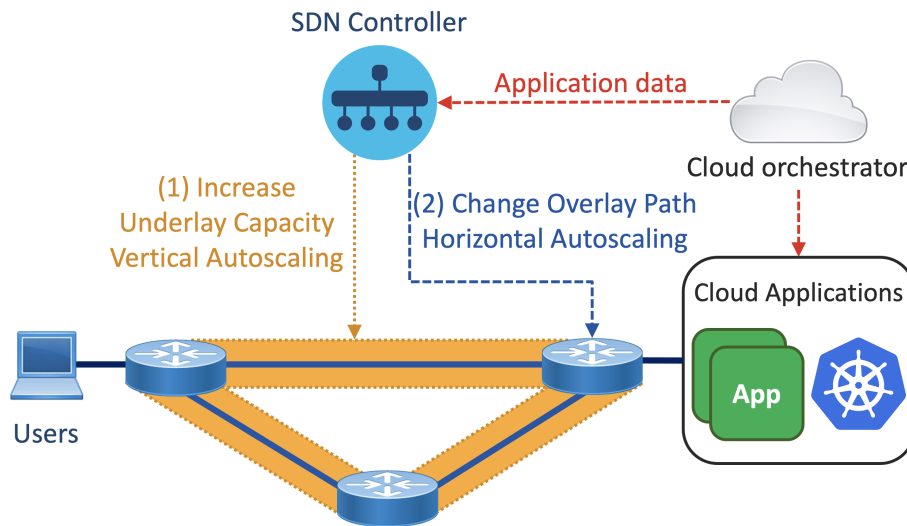 SDN Controller
Application data
Cloud orchestrator
(1) Increase
Underlay Capacity
Vertical Autoscaling
(2) Change Overlay Path
Horizontal Autoscaling
Cloud Applications
App
Users